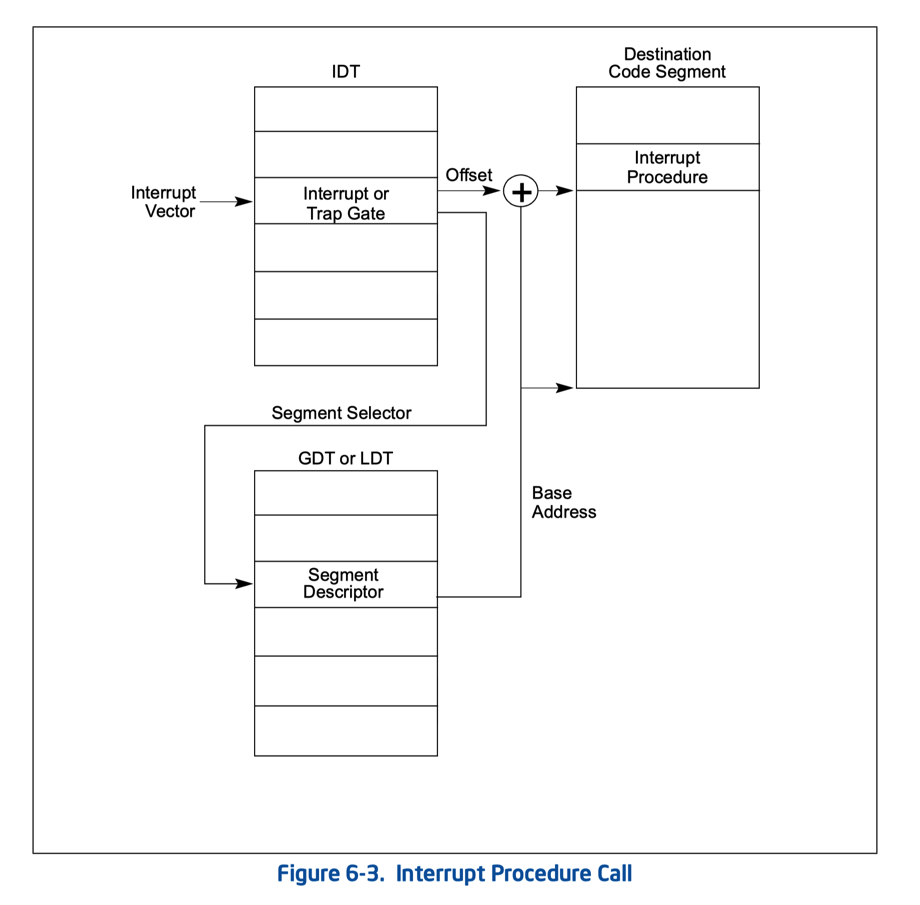 IDT
Destination
Code Segment
Offset
+
Interrupt
Procedure
Interrupt
Vector
Interrupt or
Trap Gate
Segment Selector
GDT or LDT
Base
Address
Segment
Descriptor
Figure 6-3. Interrupt Procedure Call